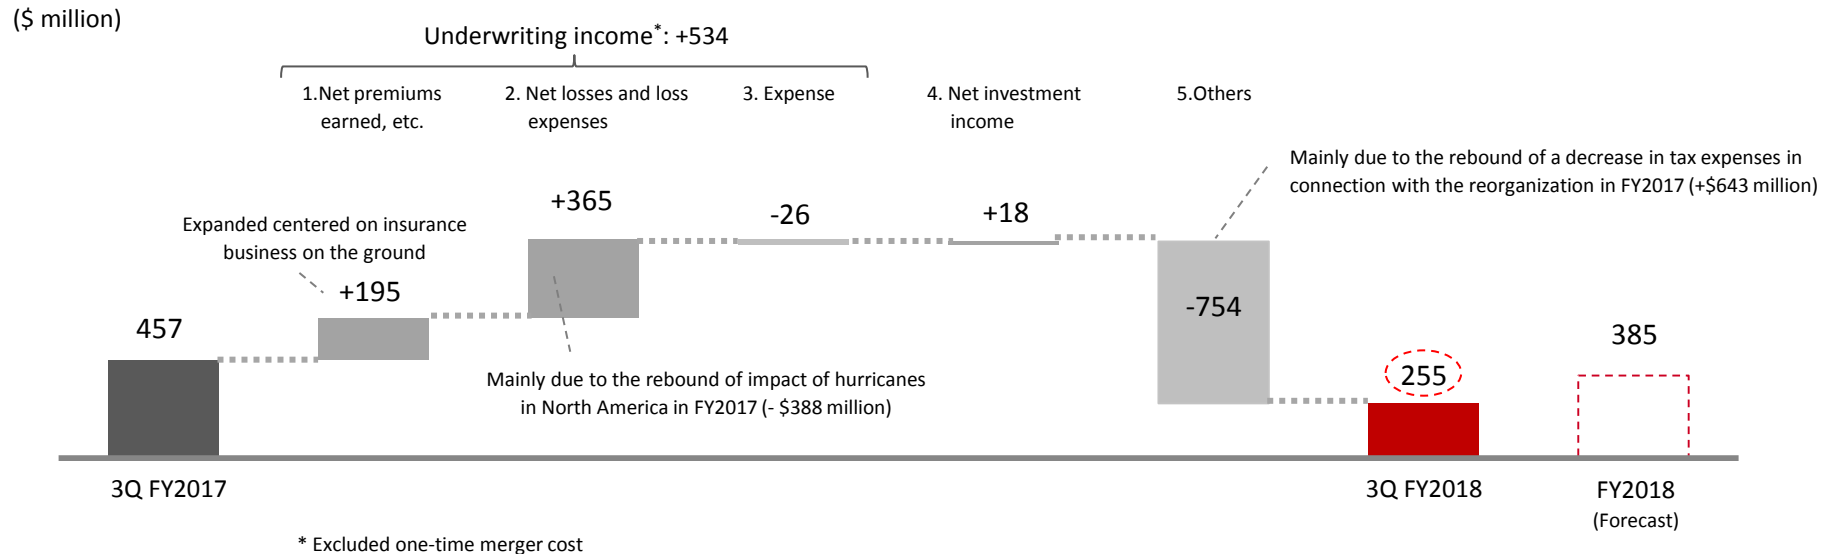 ($ million)
Underwriting income*: +534
1.Net premiums
earned, etc.
2. Net losses and loss
expenses
3. Expense
4. Net investment
income
5.Others
Mainly due to the rebound of a decrease in tax expenses in
connection with the reorganization in FY2017 (+$643 million)
Expanded centered on insurance
business on the ground
457
+195
+365
-26
+18
-754
255
385
Mainly due to the rebound of impact of hurricanes
in North America in FY2017 (- $388 million)
3Q FY2017
3Q FY2018
FY2018
(Forecast)
* Excluded one-time merger cost